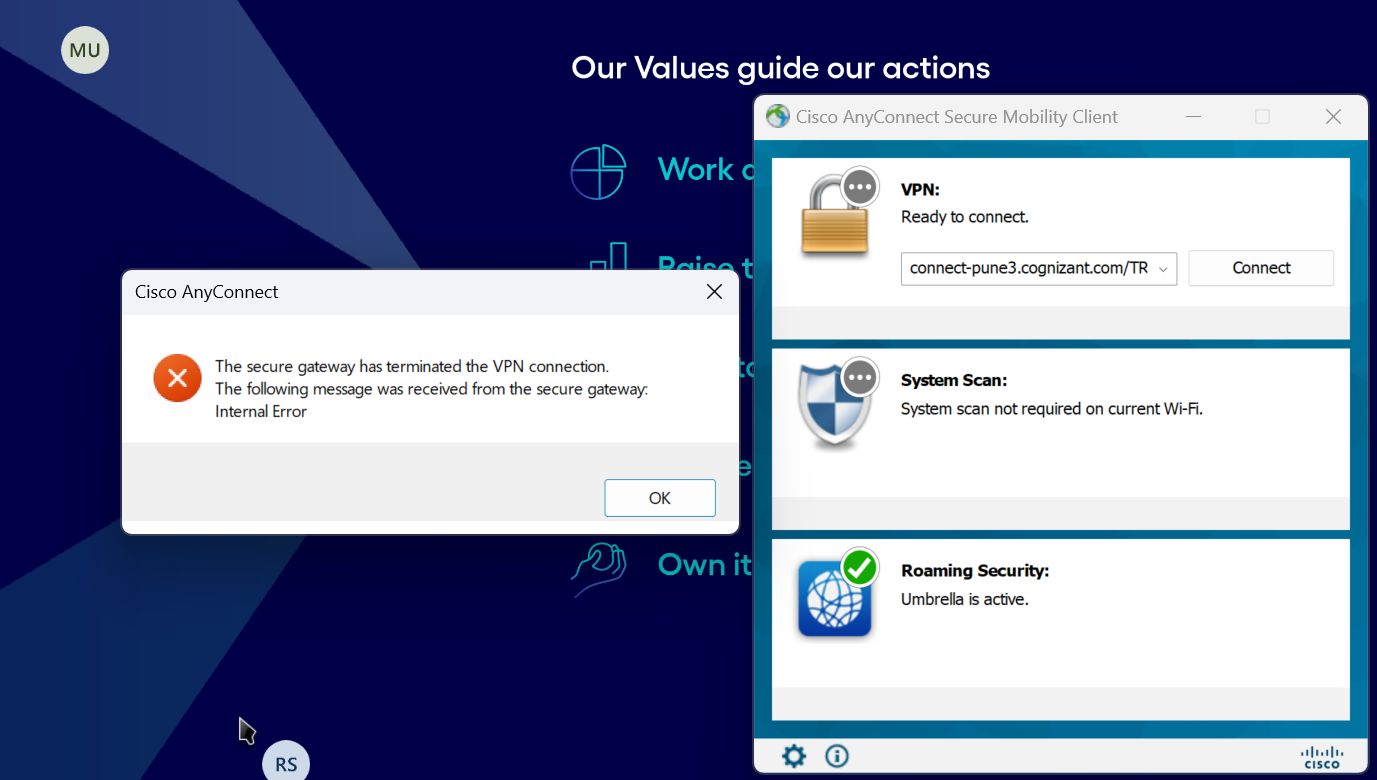 MU
Our Values guide our actions
Work
Raise t
Own it
RS
Cisco AnyConnect
The secure gateway has terminated the VPN connection.
The following message was received from the secure gateway:
Internal Error
OK
Cisco AnyConnect Secure Mobility Client
VPN:
Ready to connect.
connect-pune3.cognizant.com/TR
Connect
System Scan:
System scan not required on current Wi-Fi.
Roaming Security:
Umbrella is active.
CISCO